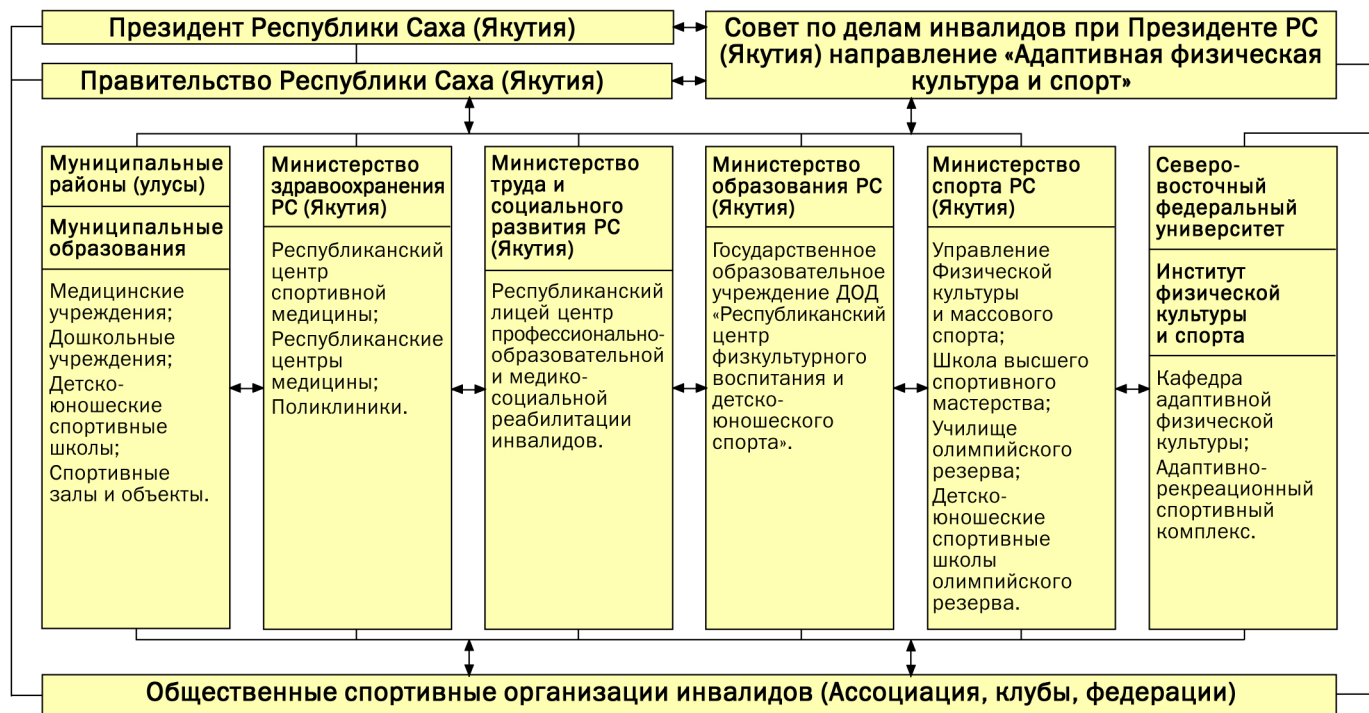 Президент Республики Саха (Якутия)
Совет по делам инвалидов при Президенте РС
(Якутия) направление «Адаптивная физическая
культура и спорт»
Правительство Республики Саха (Якутия)
Муниципальные
районы (улусы)
Муниципальные
образования
Медицинские
учреждения;
Дошкольные
учреждения;
Детско-
юношеские
спортивные
школы;
Спортивные
залы и объекты.
Министерство
здравоохранения
РС (Якутия)
Республиканский
центр
спортивной
медицины;
Республиканские
центры
медицины;
Поликлиники.
Министерство
труда и
социального
развития РС
(Якутия)
Республиканский
лицей центр
профессионально-
образовательной
и медико-
социальной
реабилитации
инвалидов.
Министерство
образования РС
(Якутия)
Государственное
образовательное
учреждение ДОД
«Республиканский
центр
физкультурного
воспитания и
детско-
юношеского
спорта».
Министерство
спорта РС
(Якутия)
Управление
Физической
культуры
и массового
спорта;
Школа высшего
спортивного
мастерства;
Училище
олимпийского
резерва;
Детско-
юношеские
спортивные
школы
олимпийского
резерва.
Северо-
восточный
федеральный
университет
Институт
физической
культуры
и спорта
Кафедра
адаптивной
физической
культуры;
Адаптивно-
рекреационный
спортивный
комплекс.
Общественные спортивные организации инвалидов (Ассоциация, клубы, федерации)